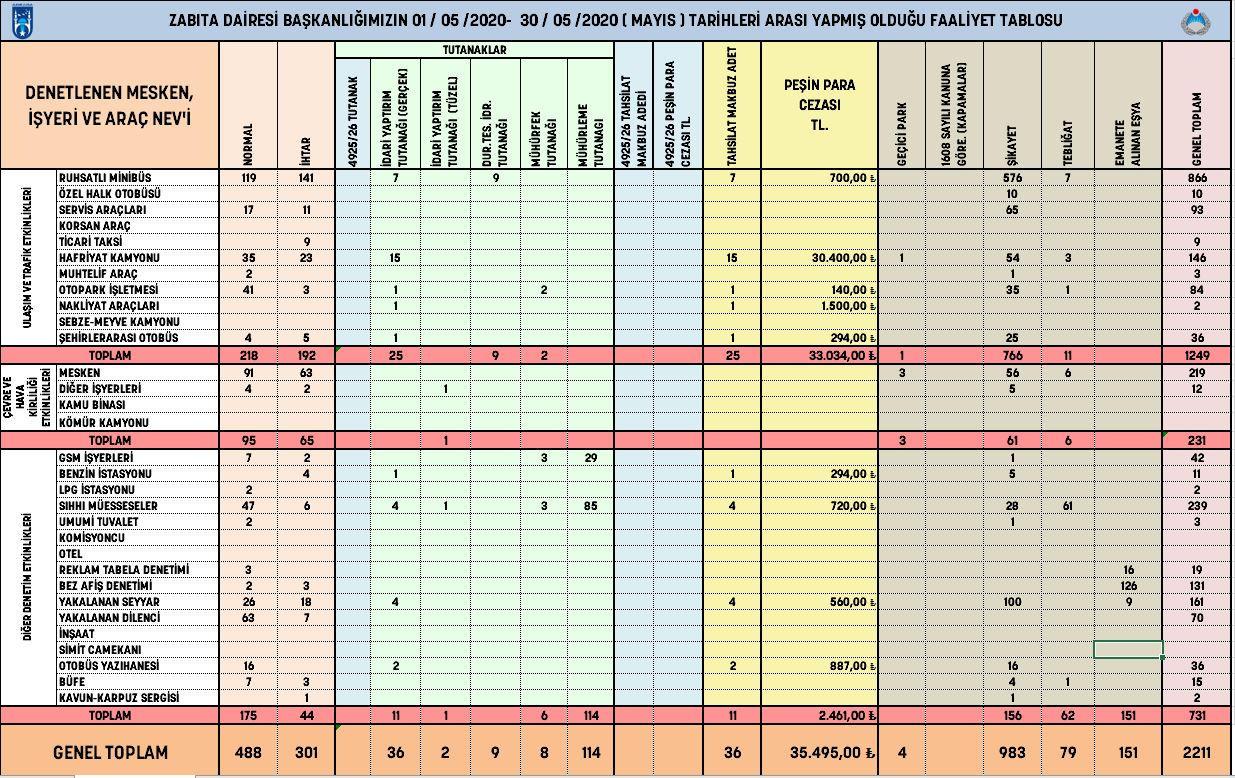 ZABITA DAİRESİ BAŞKANLIĞIMIZIN 01 / 05 /2020- 30 / 05 /2020 ( MAYIS ) TARİHLERİ ARASI YAPMIŞ OLDUĞU FAALİYET TABLOSU
DENETLENEN MESKEN,
İŞYERİ VE ARAÇ NEV'İ
NORMAL
İHTAR
TUTANAKLAR
4925/26 TUTANAK
İDARİ YAPTIRIM
TUTANAĞI (GERÇEK)
İDARİ YAPTIRIM
TUTANAĞI (TÜZEL)
DUR.TES. İDR.
TUTANAĞI
MÜHÜRFEK
TUTANAĞI
MÜHÜRLEME
TUTANAGI
4925/26 TAHSİLAT
MAKBUZ ADEDİ
4925/26 PEŞİN PARA
CEZASI TL
TAHSİLAT MAKBUZ ADET
PEŞİN PARA
CEZASI
TL.
GEÇİCİ PARK
1608 SAYILI KANUNA
GÖRE. (KAPAMALAR)
ŞİKAYET
TEBLİĞAT
EMANETE
ALINAN EŞYA
GENEL TOPLAM
ULAŞIM VE TRAFİK ETKİNLİKLERİ
RUHSATLI MİNİBÜS 119 141 7 9 7 700,00 ₺ 576 7 866
ÖZEL HALK OTOBÜSÜ 10 10
SERVİS ARAÇLARI 17 11 65 93
KORSAN ARAÇ
TİCARİ TAKSİ 9 9
HAFRİYAT KAMYONU 35 23 15 15 30.400,00 ₺ 1 54 3 146
MUHTELİF ARAÇ 2 1 3
OTOPARK İŞLETMESİ 41 3 1 2 1 140,00 ₺ 35 1 84
NAKLİYAT ARAÇLARI 1 1 1.500,00 ₺ 2
SEBZE-MEYVE KAMYONU
ŞEHİRLERARASI OTOBÜS 4 5 1 1 294,00 ₺ 25 36
TOPLAM 218 192 25 9 2 25 33.034,00 ₺ 1 766 11 1249
ÇEVRE VE
HAVA
KİRLİLİĞİ
ETKİNLİKLERİ
MESKEN 91 63 3 56 6 219
DİĞER İŞYERLERİ 4 2 1 5 12
KAMU BİNASI
KÖMÜR KAMYONU
TOPLAM 95 65 1 3 61 6 231
DİĞER DENETİM ETKİNLİKLERİ
GSM İŞYERLERİ 7 2 3 29 1 42
BENZİN İSTASYONU 4 1 1 294,00 ₺ 5 11
LPG İSTASYONU 2 2
SIHHI MÜESSESELER 47 6 4 1 3 85 4 720,00 ₺ 28 61 239
UMUMİ TUVALET 2 1 3
KOMİSYONCU
OTEL
REKLAM TABELA DENETİMİ 3 16 19
BEZ AFİŞ DENETİMİ 2 3 126 131
YAKALANAN SEYYAR 26 18 4 4 560,00 ₺ 100 9 161
YAKALANAN DİLENCİ 63 7 70
İNŞAAT
SİMİT CAMEKANI
OTOBÜS YAZIHANESİ 16 2 2 887,00 ₺ 16 36
BÜFE 7 3 4 1 15
KAVUN-KARPUZ SERGİSİ 1 1 2
TOPLAM 175 44 11 1 6 114 11 2.461,00 ₺ 156 62 151 731
GENEL TOPLAM 488 301 36 2 9 8 114 36 35.495,00 ₺ 4 983 79 151 2211